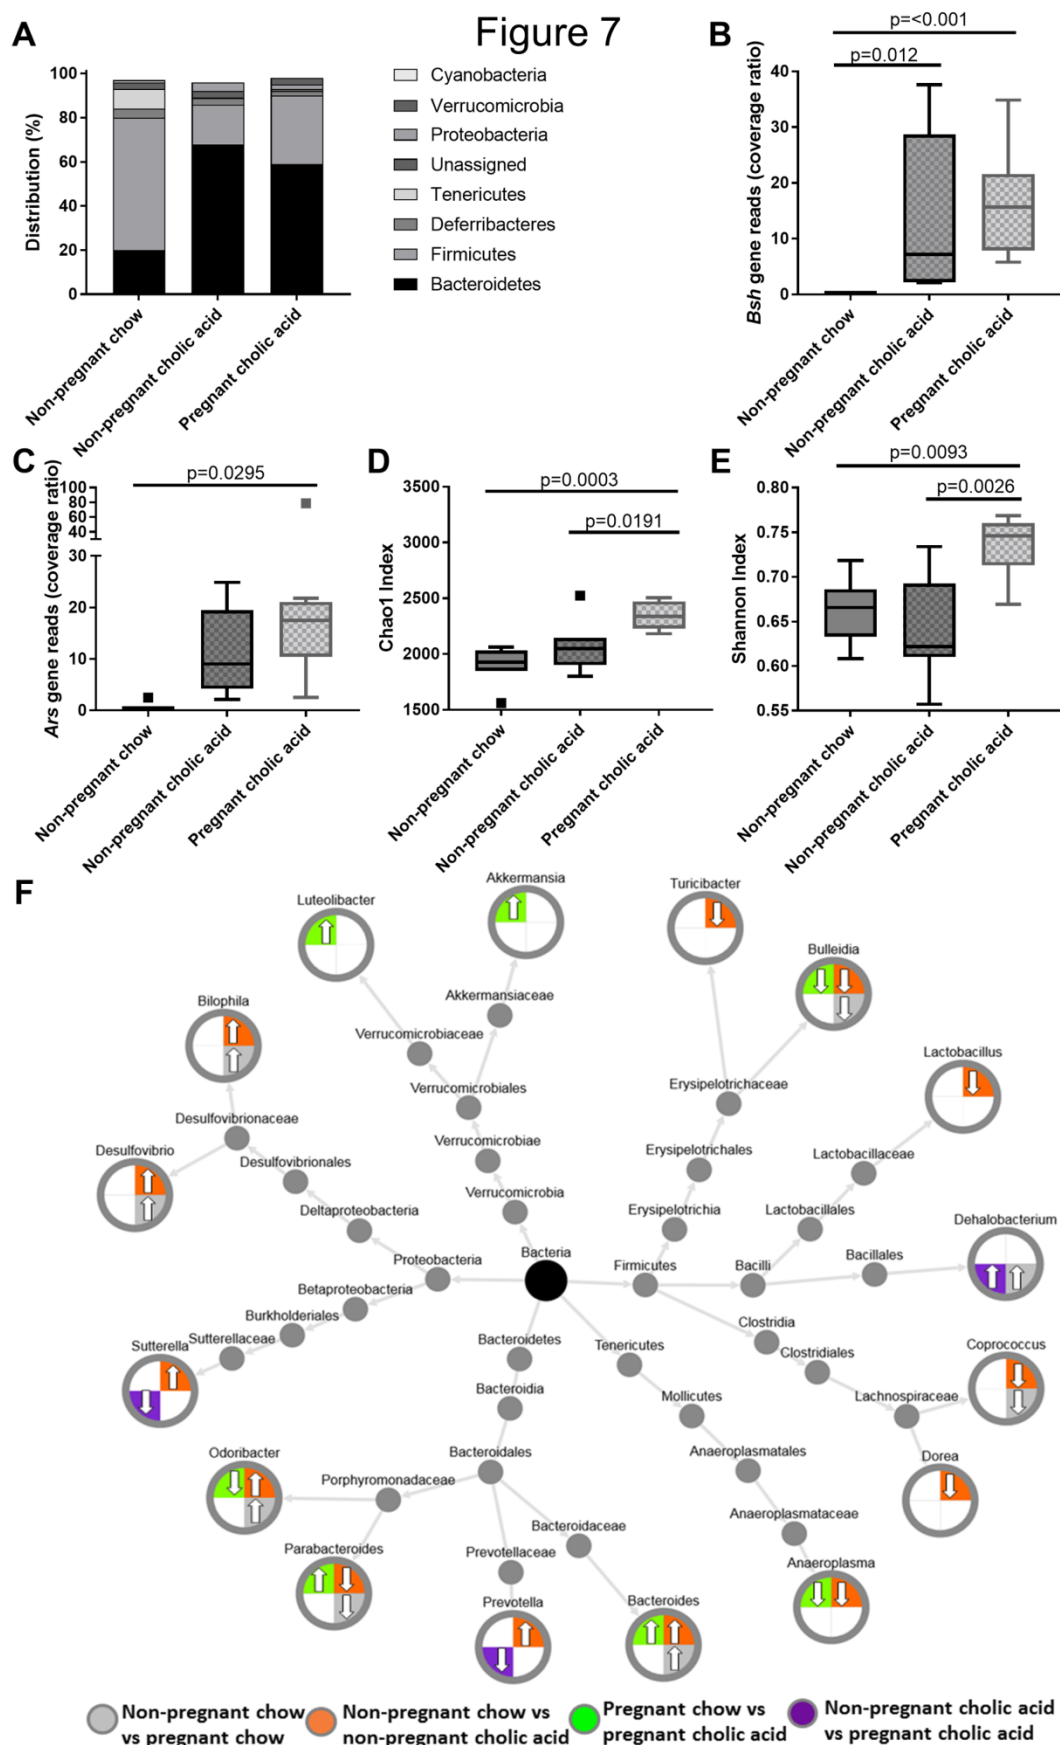 Figure 7
A
100
80
60
40
20
0
Distribution (%)
Non-pregnant chow
Non-pregnant cholic acid
Pregnant cholic acid
Cyanobacteria
Verrucomicrobia
Proteobacteria
Unassigned
Tenericutes
Deferribacteres
Firmicutes
Bacteroidetes
B
p=<0.001
p=0.012
40
30
20
10
0
Bsh gene reads (coverage ratio)
Non-pregnant chow
Non-pregnant cholic acid
Pregnant cholic acid
C
p=0.0295
100
80
60
40
30
20
10
0
Ars gene reads (coverage ratio)
Non-pregnant chow
Non-pregnant cholic acid
Pregnant cholic acid
D
p=0.0003
p=0.0191
3500
3000
2500
2000
1500
Chao1 Index
Non-pregnant chow
Non-pregnant cholic acid
Pregnant cholic acid
E
p=0.0093
p=0.0026
0.80
0.75
0.70
0.65
0.60
0.55
Shannon Index
Non-pregnant chow
Non-pregnant cholic acid
Pregnant cholic acid
F
Luteolibacter
Akkermansia
Turicibacter
Bulleidia
Bilophila
Akkermansiaceae
Verrucomicrobiaceae
Lactobacillus
Verrucomicrobiales
Erysipelotrichaceae
Desulfovibrionaceae
Desulfovibrio
Desulfovibrionales
Verrucomicrobiae
Erysipelotrichales
Lactobacillaceae
Deltaproteobacteria
Verrucomicrobia
Erysipelotrichia
Lactobacillales
Dehalobacterium
Proteobacteria
Bacteria
Firmicutes
Bacilli
Bacillales
Betaproteobacteria
Burkholderiales
Sutterellaceae
Sutterella
Bacteroidetes
Tenericutes
Clostridia
Clostridiales
Coprococcus
Bacteroidia
Mollicutes
Lachnospiraceae
Odoribacter
Bacteroidales
Anaeroplasmatales
Dorea
Porphyromonadaceae
Anaeroplasmataceae
Parabacteroides
Prevotellaceae
Bacteroidaceae
Anaeroplasma
Prevotella
Bacteroides
Non-pregnant chow
vs pregnant chow
Non-pregnant chow vs
non-pregnant cholic acid
Pregnant chow vs
pregnant cholic acid
Non-pregnant cholic acid
vs pregnant cholic acid